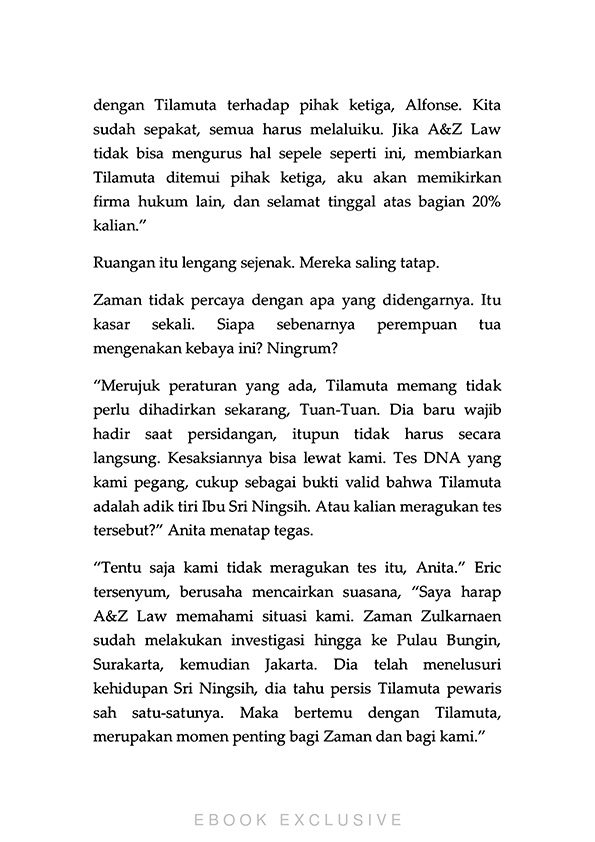 dengan Tilamuta terhadap pihak ketiga, Alfonse. Kita
sudah sepakat, semua harus melaluiku. Jika A&Z Law
tidak bisa mengurus hal sepele seperti ini, membiarkan
Tilamuta ditemui pihak ketiga, aku akan memikirkan
firma hukum lain, dan selamat tinggal atas bagian 20%
kalian.”
Ruangan itu lengang sejenak. Mereka saling tatap.
Zaman tidak percaya dengan apa yang didengarnya. Itu
kasar sekali. Siapa sebenarnya perempuan tua
mengenakan kebaya ini? Ningrum?
“Merujuk peraturan yang ada, Tilamuta memang tidak
perlu dihadirkan sekarang, Tuan-Tuan. Dia baru wajib
hadir saat persidangan, itupun tidak harus secara
langsung. Kesaksiannya bisa lewat kami. Tes DNA yang
kami pegang, cukup sebagai bukti valid bahwa Tilamuta
adalah adik tiri Ibu Sri Ningsih. Atau kalian meragukan tes
tersebut?” Anita menatap tegas.
“Tentu saja kami tidak meragukan tes itu, Anita.” Eric
tersenyum, berusaha mencairkan suasana, “Saya harap
A&Z Law memahami situasi kami. Zaman Zulkarnaen
sudah melakukan investigasi hingga ke Pulau Bungin,
Surakarta, kemudian Jakarta. Dia telah menelusuri
kehidupan Sri Ningsih, dia tahu persis Tilamuta pewaris
sah satu-satunya. Maka bertemu dengan Tilamuta,
merupakan momen penting bagi Zaman dan bagi kami.”
EBOOK EXCLUSIVE